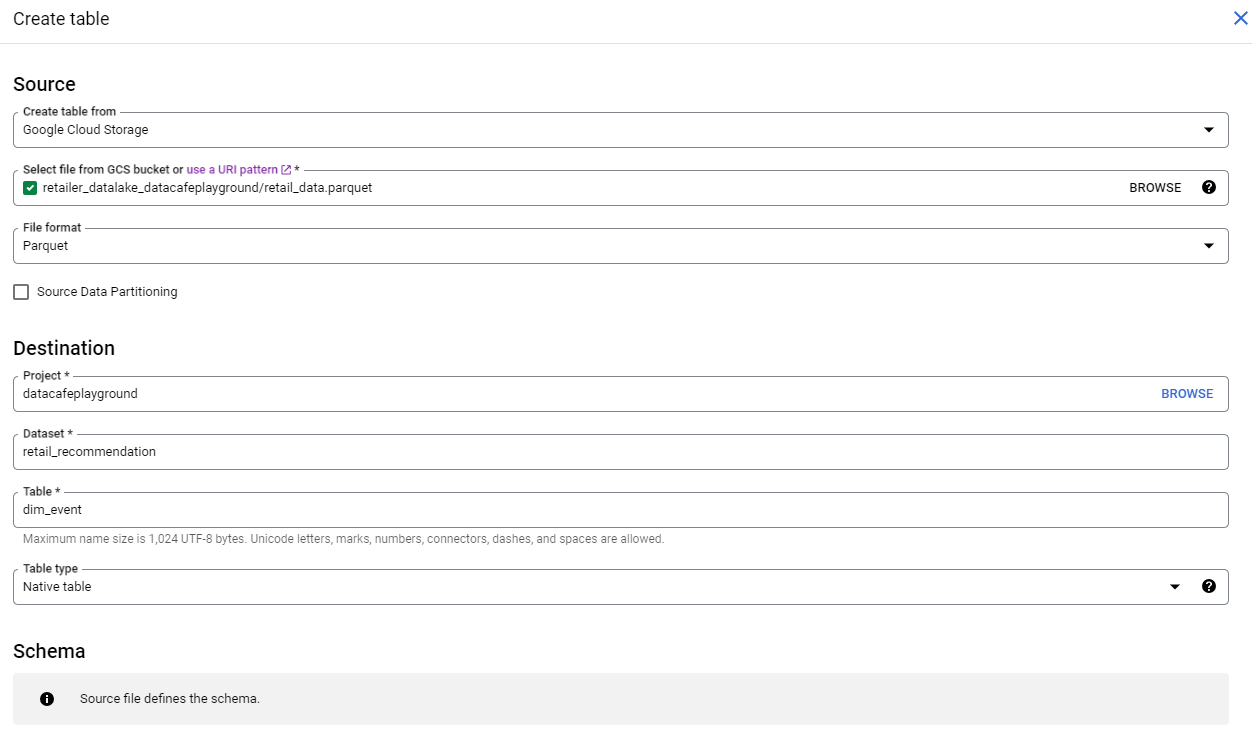 Create table
Source
Create table from
Google Cloud Storage
Select file from GCS bucket or use a URI pattern *
retailer_datalake_datacafeplayground/retail_data.parquet
BROWSE
File format
Parquet
Source Data Partitioning
Destination
Project *
datacafeplayground
BROWSE
Dataset *
retail_recommendation
Table *
dim_event
Maximum name size is 1,024 UTF-8 bytes. Unicode letters, marks, numbers, connectors, dashes, and spaces are allowed.
Table type
Native table
Schema
Source file defines the schema.